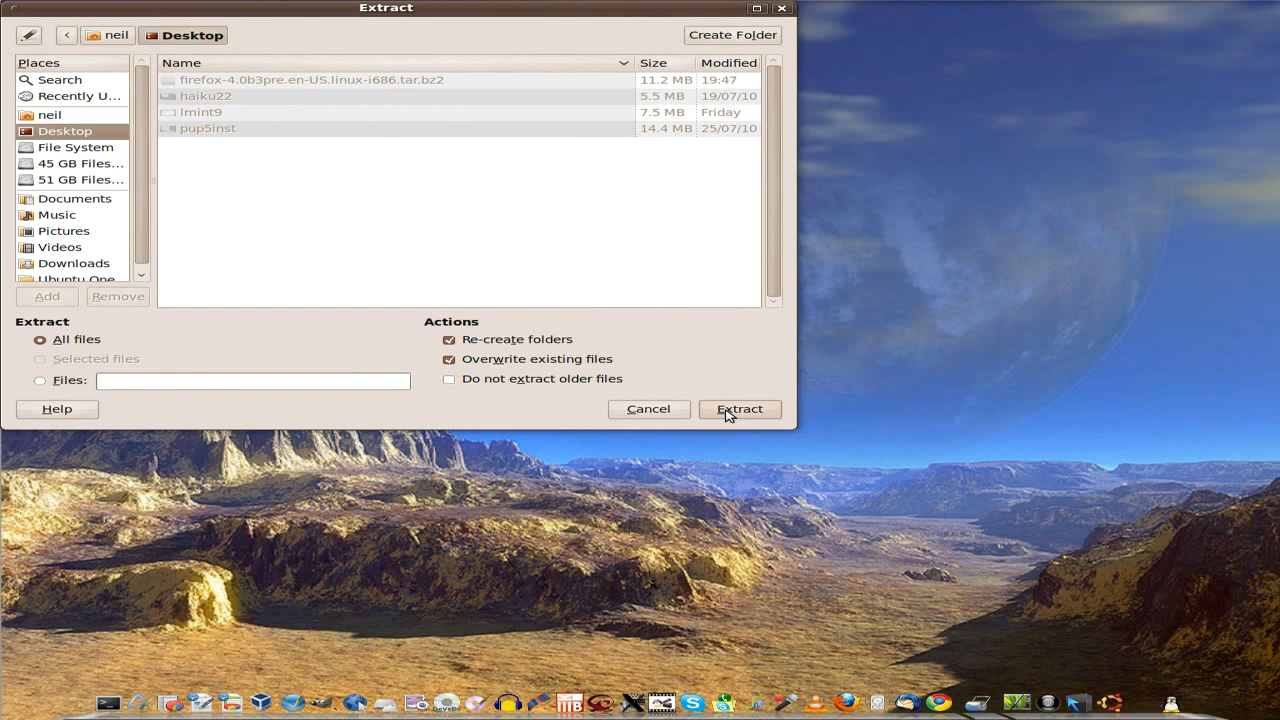 Extract
neil
Desktop
Create Folder
Places
Name Size Modified
Search
Recently U...
neil
Desktop
File System
45 GB Files...
51 GB Files...
Documents
Music
Pictures
Videos
Downloads
Ubuntu One
firefox-4.0b3pre.en-US.linux-i686.tar.bz2 11.2 MB 19:47
haiku22 5.5 MB 19/07/10
lmint9 7.5 MB Friday
pup5inst 14.4 MB 25/07/10
Add Remove
Extract
All files
Selected files
Files:
Actions
Re-create folders
Overwrite existing files
Do not extract older files
Help Cancel Extract
DeVeDe
MB